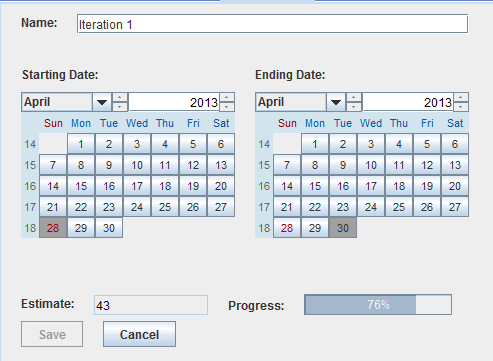 Name: Iteration 1
Starting Date: Ending Date:
April 2013 April 2013
Sun Mon Tue Wed Thu Fri Sat Sun Mon Tue Wed Thu Fri Sat
14 1 2 3 4 5 6 14 1 2 3 4 5 6
15 7 8 9 10 11 12 13 15 7 8 9 10 11 12 13
16 14 15 16 17 18 19 20 16 14 15 16 17 18 19 20
17 21 22 23 24 25 26 27 17 21 22 23 24 25 26 27
18 28 29 30 18 28 29 30
Estimate: 43 Progress: 76%
Save Cancel